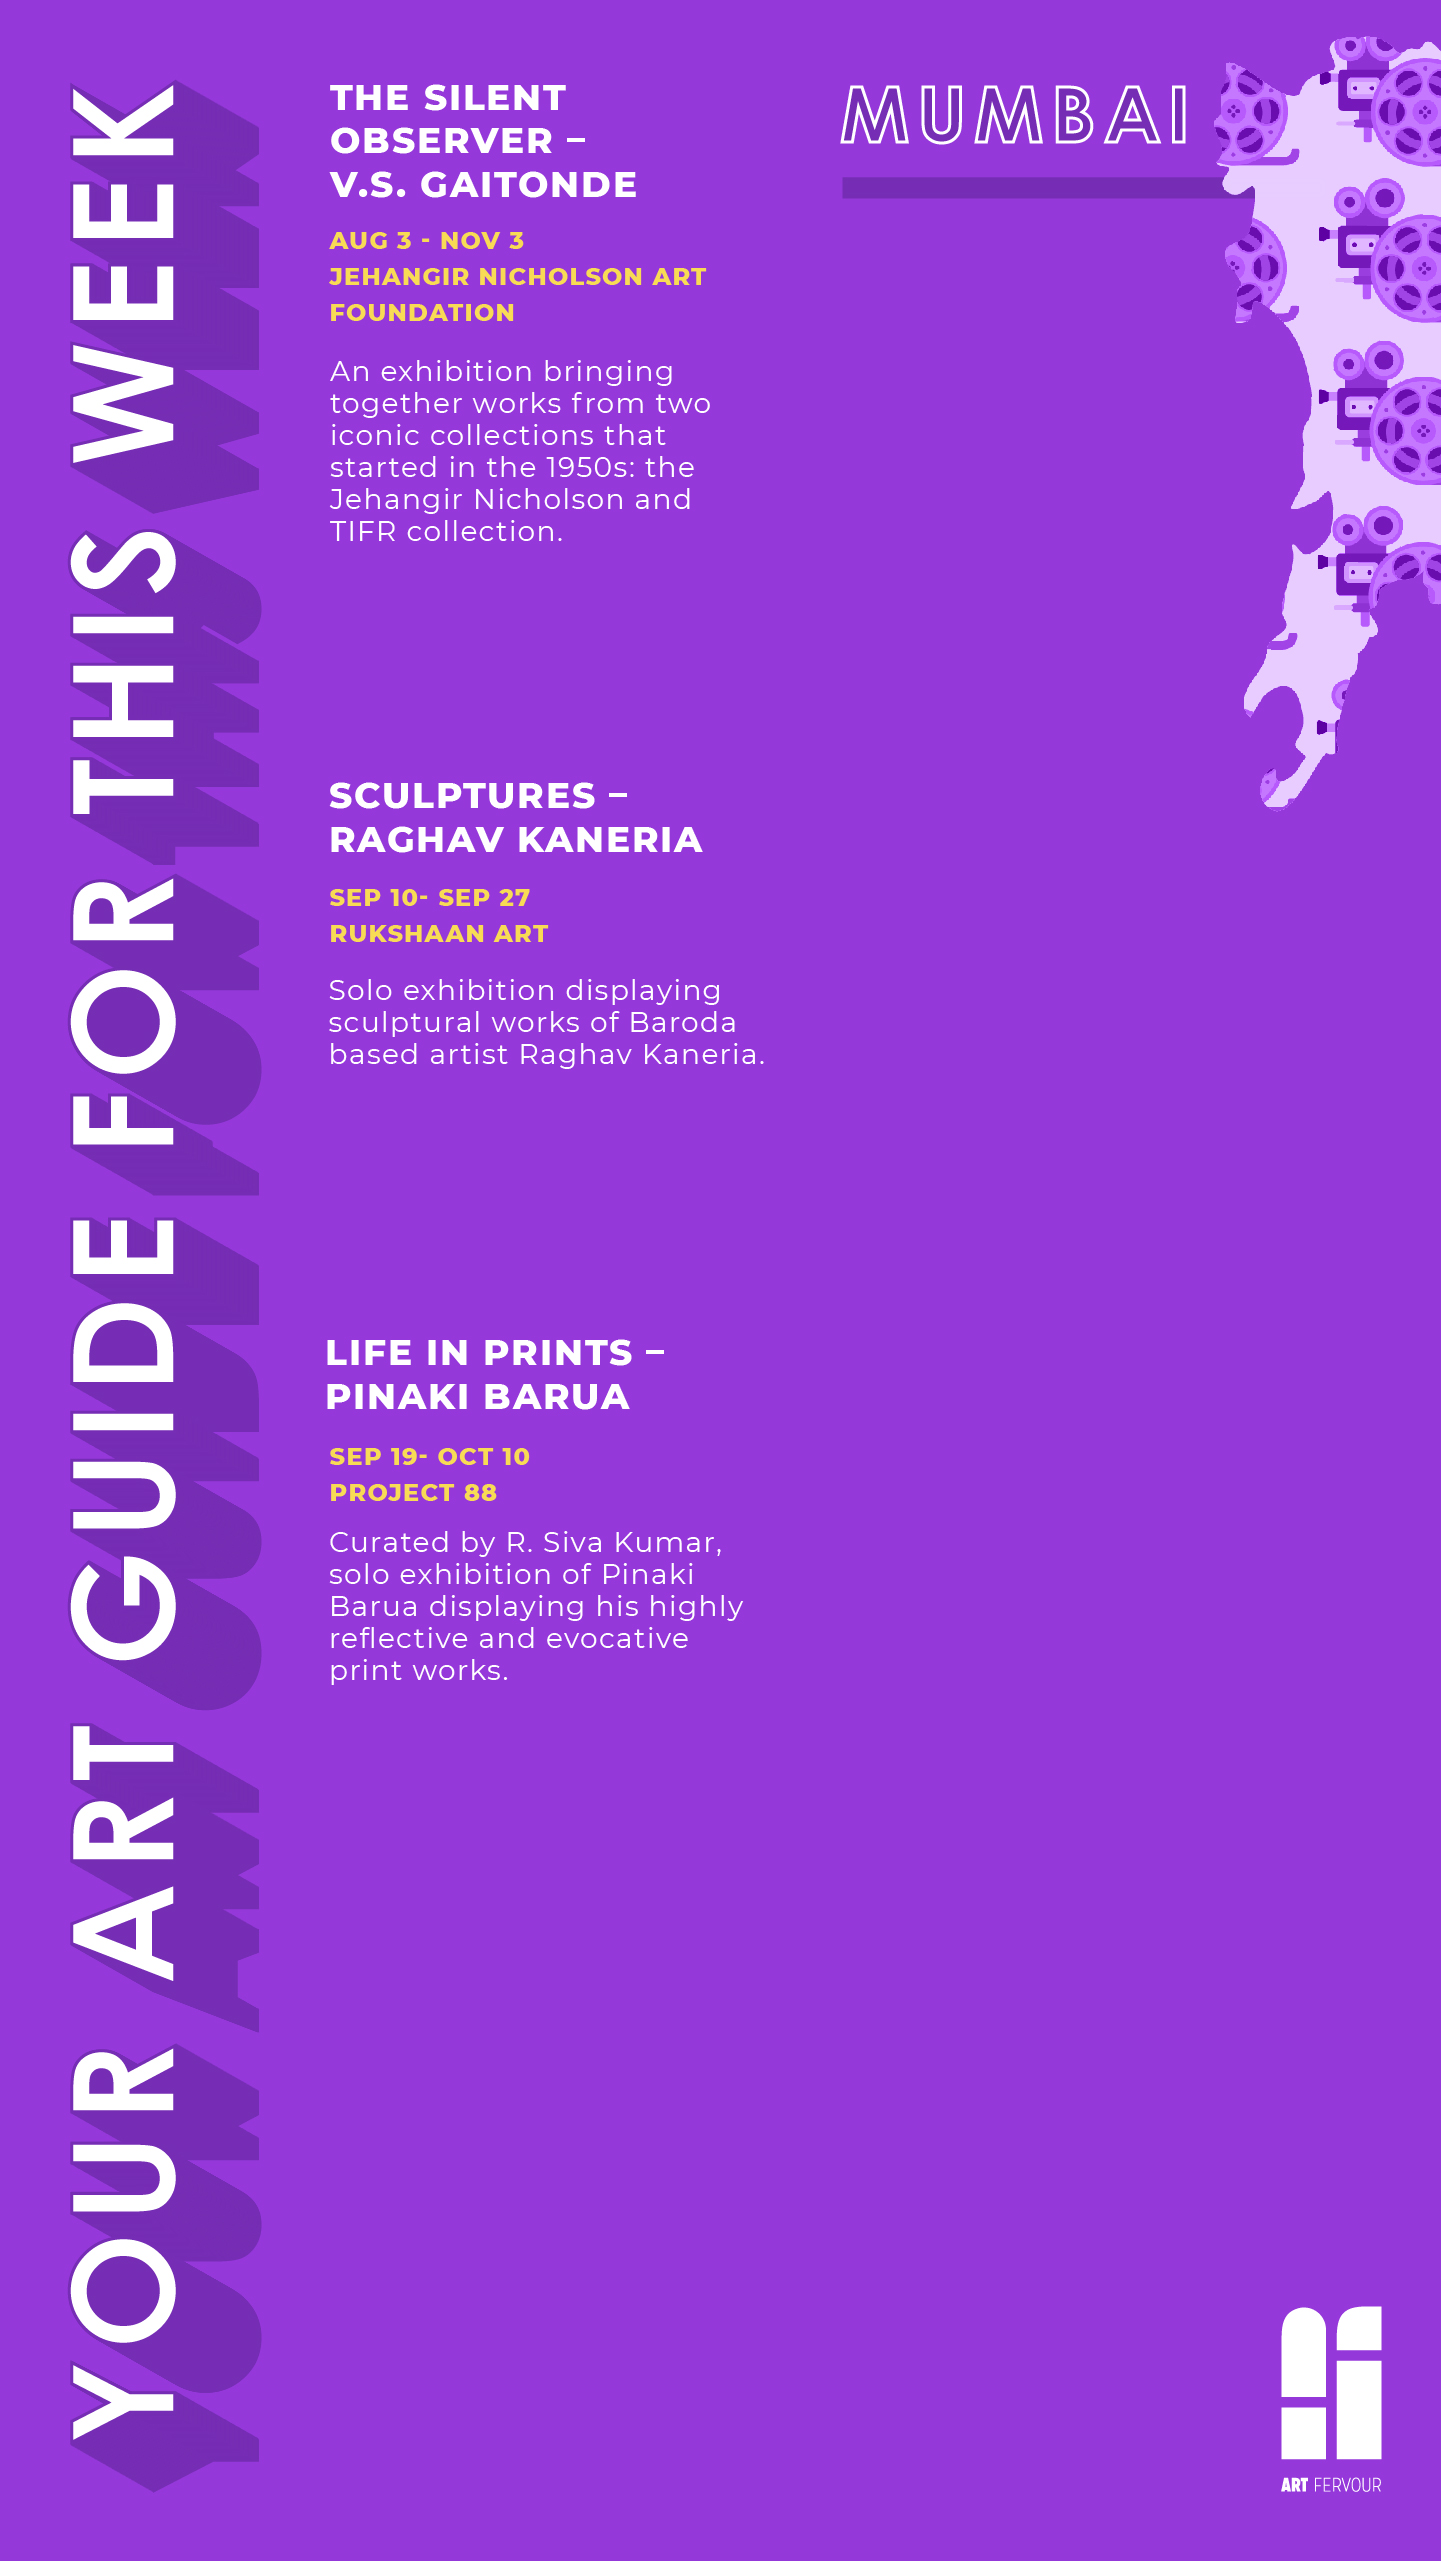 YOUR ART GUIDE FOR THIS WEEK
MUMBAI
THE SILENT
OBSERVER –
V.S. GAITONDE
AUG 3 - NOV 3
JEHANGIR NICHOLSON ART
FOUNDATION
An exhibition bringing
together works from two
iconic collections that
started in the 1950s: the
Jehangir Nicholson and
TIFR collection.
SCULPTURES –
RAGHAV KANERIA
SEP 10- SEP 27
RUKSHAAN ART
Solo exhibition displaying
sculptural works of Baroda
based artist Raghav Kaneria.
LIFE IN PRINTS –
PINAKI BARUA
SEP 19- OCT 10
PROJECT 88
Curated by R. Siva Kumar,
solo exhibition of Pinaki
Barua displaying his highly
reflective and evocative
print works.
ART FERVOUR